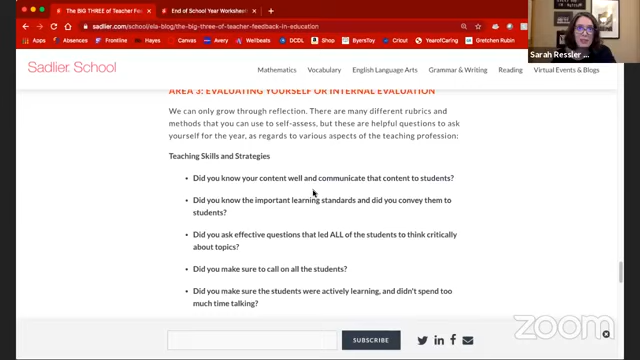 The BIG THREE of Teacher Feed
End of School Year Workshee
sadlier.com/school/ela-blog/the-big-three-of-teacher-feedback-in-education
Absences
Fronline
Hayes
Avery
Wellbeats
DCDL
Shop
ByersTomc
Cricut
YearofCaring
Gretchen Rubin
Sarah Ressler ...
Sadlier School
Mathematics
Vocabulary
English Language Arts
Grammar & Writing
Reading
Virtual Events & Blogs
AREA 3: EVALUATING YOURSELF OR INTERNAL EVALUATION
We can only grow through reflection. There are many different rubrics and
methods that you can use to self-assess, but these are helpful questions to ask
yourself for the year, as regards to various aspects of the teaching profession:
Teaching Skills and Strategies
• Did you know your content well and communicate that content to students?
• Did you know the important learning standards and did you convey them to
students?
• Did you ask effective questions that led ALL of the students to think critically
about topics?
• Did you make sure to call on all the students?
• Did you make sure the students were actively learning, and didn't spend too
much time talking?
SUBSCRIBE
zoom